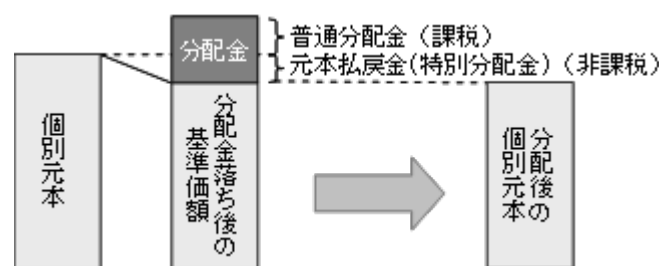 分配金
普通分配金（課税）
元本払戻金(特別分配金)（非課税）
個別元本
分配金落ち後の
基準価額
分配後の
個別元本